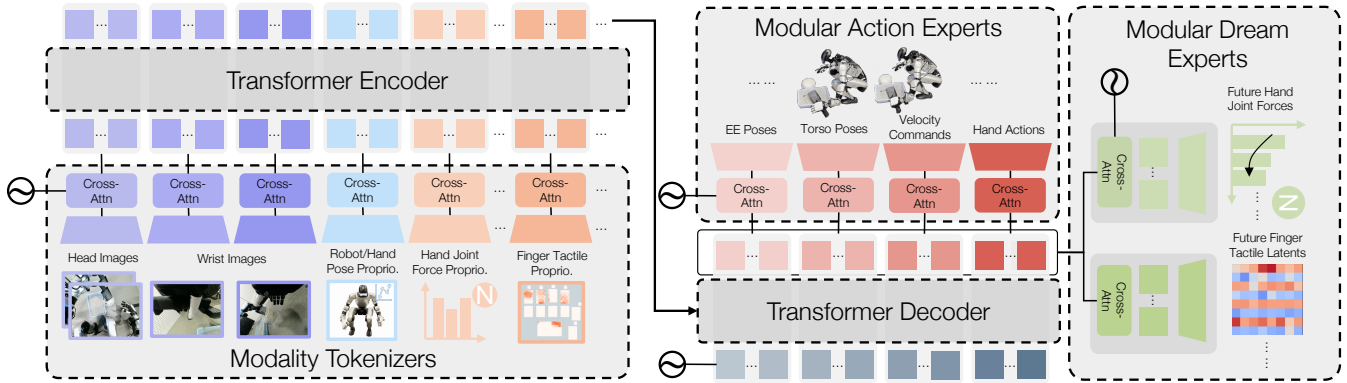 Transformer Encoder
Cross-
Attn
Cross-
Attn
Cross-
Attn
Cross-
Attn
Cross-
Attn
Cross-
Attn
Head Images
Wrist Images
Robot/Hand
Pose Proprio.
Hand Joint
Force Proprio.
Finger Tactile
Proprio.
N
Modality Tokenizers
Modular Action Experts
EE Poses
Torso Poses
Velocity
Commands
Hand Actions
Cross-
Attn
Cross-
Attn
Cross-
Attn
Cross-
Attn
Transformer Decoder
Modular Dream
Experts
Cross-
Attn
Future Hand
Joint Forces
N
Cross-
Attn
Future Finger
Tactile Latents